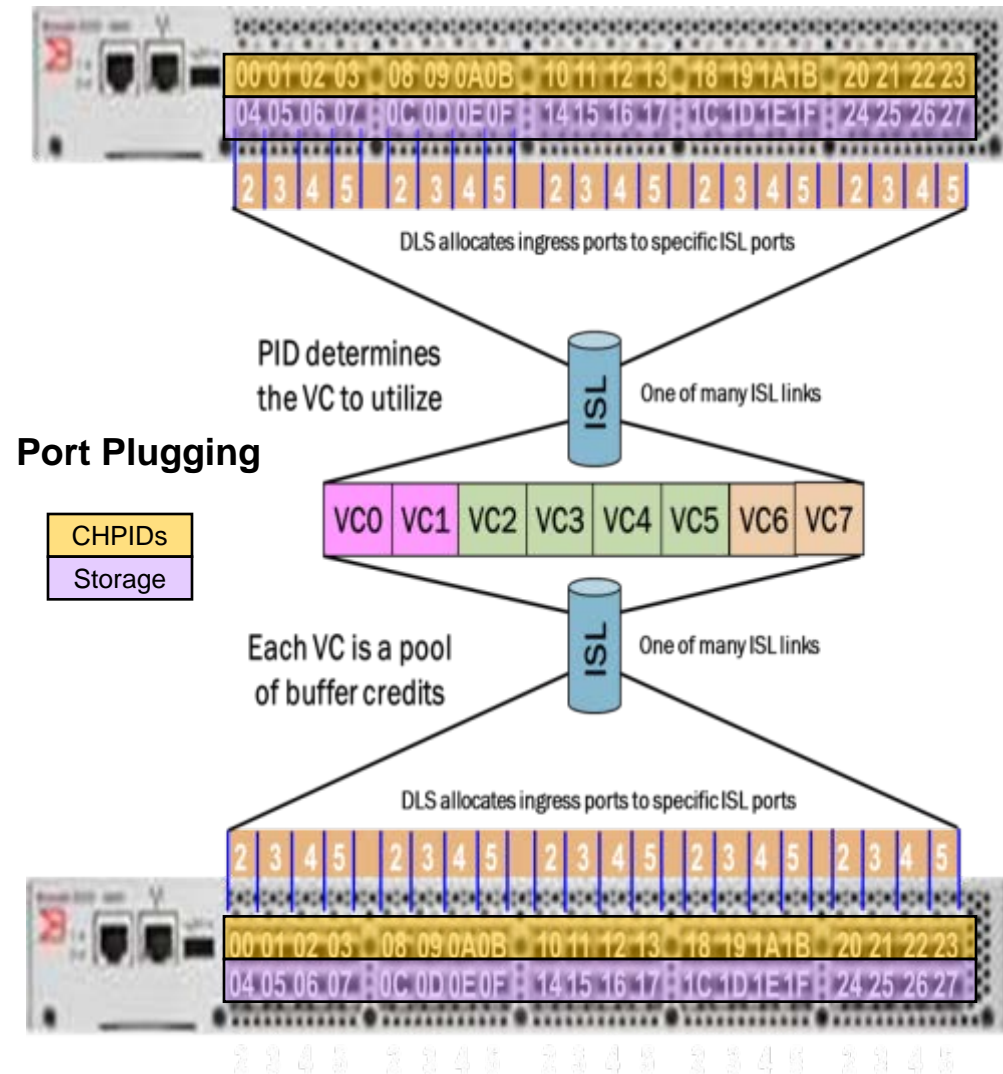 00 01 02 03 08 09 0A 0B 10 11 12 13 18 19 1A 1B 20 21 22 23
04 05 06 07 0C 0D 0E 0F 14 15 16 17 1C 1D 1E 1F 24 25 26 27
2 3 4 5 2 3 4 5 2 3 4 5 2 3 4 5 2 3 4 5
DLS allocates ingress ports to specific ISL ports
PID determines
the VC to utilize
ISL
One of many ISL links
Port Plugging
CHPIDs
Storage
VC0 VC1 VC2 VC3 VC4 VC5 VC6 VC7
Each VC is a pool
of buffer credits
ISL
One of many ISL links
DLS allocates ingress ports to specific ISL ports
2 3 4 5 2 3 4 5 2 3 4 5 2 3 4 5 2 3 4 5
00 01 02 03 08 09 0A 0B 10 11 12 13 18 19 1A 1B 20 21 22 23
04 05 06 07 0C 0D 0E 0F 14 15 16 17 1C 1D 1E 1F 24 25 26 27